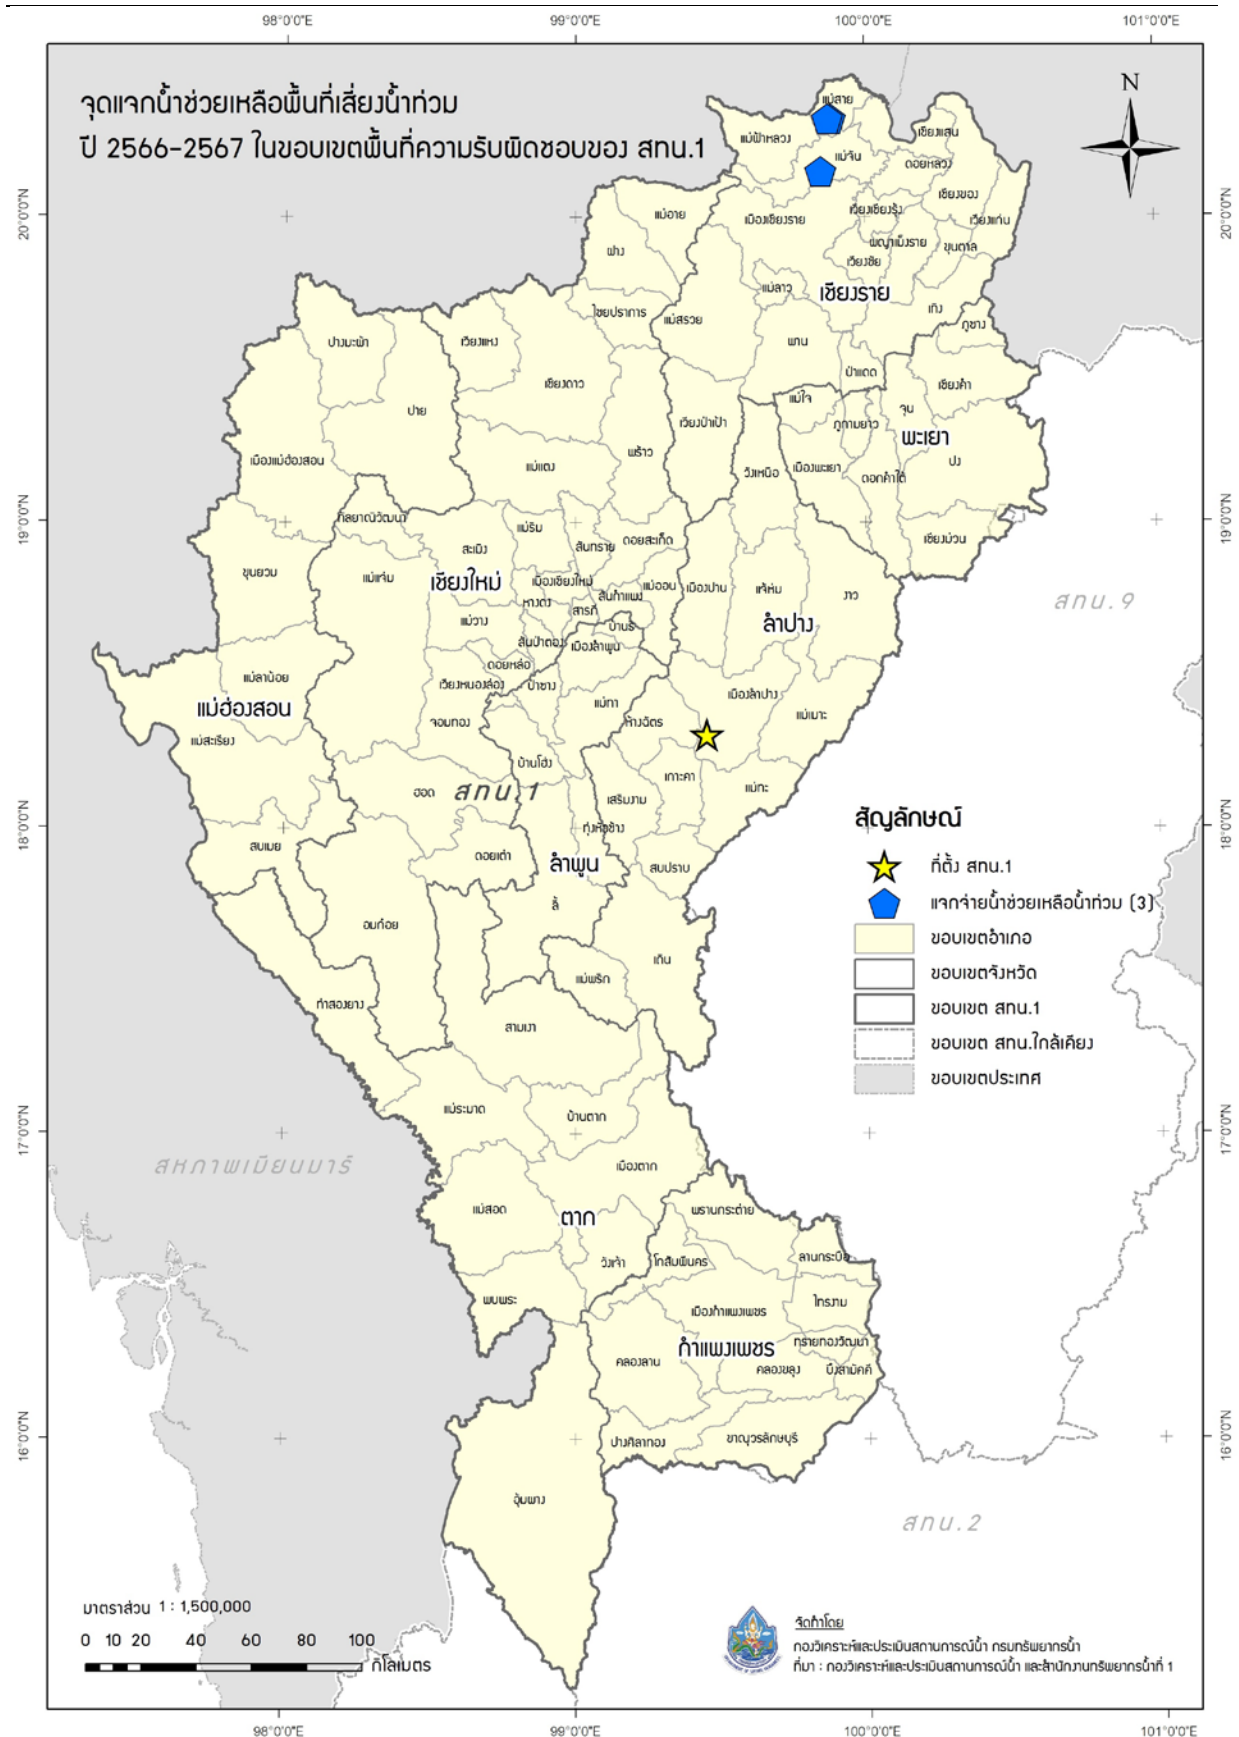 98°0'0"E 99°0'0"E 100°0'0"E 101°0'0"E
จุดแจกน้ำช่วยเหลือพื้นที่เสี่ยงน้ำท่วม
ปี 2566-2567 ในขอบเขตพื้นที่ความรับผิดชอบของ สทน.1
N
แม่สาย
เชียงแสน
แม่ฟ้าหลวง
แม่จัน
ดอยหลวง
เชียงของ
20°0'0"N
แม่อาย
เมืองเชียงราย
เวียงเชียงรุ้ง
เวียงแก่น
20°0'0"N
ฝาง
พญาเม็งราย
ขุนตาล
เวียงชัย
แม่ลาว
เชียงราย
ไชยปราการ
แม่สรวย
เทิง
ภูซาง
ปางมะผ้า
เวียงแหง
พาน
ป่าแดด
เชียงดาว
เชียงคำ
แม่ใจ
ปาย
จุน
เวียงป่าเป้า
ภูกามยาว
พะเยา
พร้าว
เมืองแม่ฮ่องสอน
แม่แตง
วังเหนือ
เมืองพะเยา
ปง
ดอกคำใต้
19°0'0"N
กัลยาณิวัฒนา
แม่ริม
19°0'0"N
สะเมิง
สันทราย
ดอยสะเก็ด
เชียงม่วน
ขุนยวม
แม่แจ่ม
เชียงใหม่
เมืองเชียงใหม่
แม่ออน
เมืองปาน
แจ้ห่ม
งาว
หางดง
สันกำแพง
สทน.9
สารภี
แม่วาง
บ้านธิ
ลำปาง
สันป่าตอง
เมืองลำพูน
ดอยหล่อ
แม่ลาน้อย
เวียงหนองล่อง
ป่าซาง
เมืองลำปาง
แม่ฮ่องสอน
แม่ทา
จอมทอง
ห้างฉัตร
แม่เมาะ
แม่สะเรียง
บ้านโฮ่ง
เกาะคา
ฮอด
สทน.1
เสริมงาม
แม่ทะ
18°0'0"N
ทุ่งหัวช้าง
สัญลักษณ์
18°0'0"N
สบเมย
ดอยเต่า
ลำพูน
สบปราบ
ที่ตั้ง สทน.1
ลี้
แจกจ่ายน้ำช่วยเหลือน้ำท่วม (3)
อมก๋อย
ขอบเขตอำเภอ
เถิน
แม่พริก
ขอบเขตจังหวัด
ท่าสองยาง
ขอบเขต สทน.1
สามเงา
ขอบเขต สทน.ใกล้เคียง
ขอบเขตประเทศ
แม่ระมาด
บ้านตาก
17°0'0"N
17°0'0"N
สหภาพเมียนมาร์
เมืองตาก
แม่สอด
ตาก
พรานกระต่าย
วังเจ้า
โกสัมพีนคร
ลานกระบือ
พบพระ
เมืองกำแพงเพชร
ไทรงาม
กำแพงเพชร
ทรายทองวัฒนา
คลองลาน
คลองขลุง
บึงสามัคคี
16°0'0"N
ปางศิลาทอง
ขาณุวรลักษบุรี
16°0'0"N
อุ้มผาง
สทน.2
มาตราส่วน 1 : 1,500,000
0 10 20 40 60 80 100
กิโลเมตร
จัดทำโดย
กองวิเคราะห์และประเมินสถานการณ์น้ำ กรมทรัพยากรน้ำ
ที่มา : กองวิเคราะห์และประเมินสถานการณ์น้ำ และสำนักงานทรัพยากรน้ำที่ 1
98°0'0"E 99°0'0"E 100°0'0"E 101°0'0"E